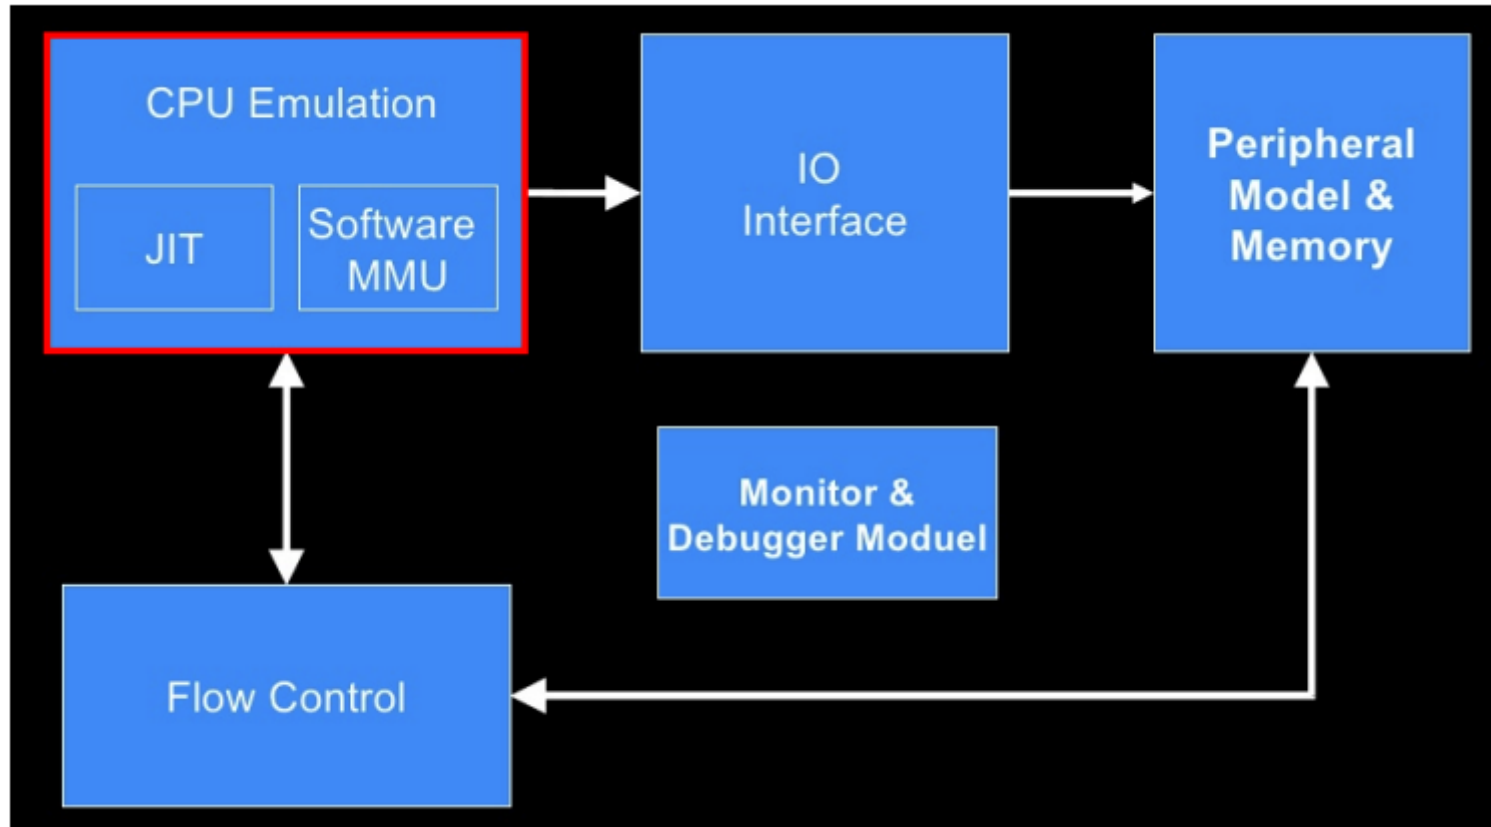 CPU Emulation
JIT
Software
MMU
IO
Interface
Peripheral
Model &
Memory
Monitor &
Debugger Moduel
Flow Control